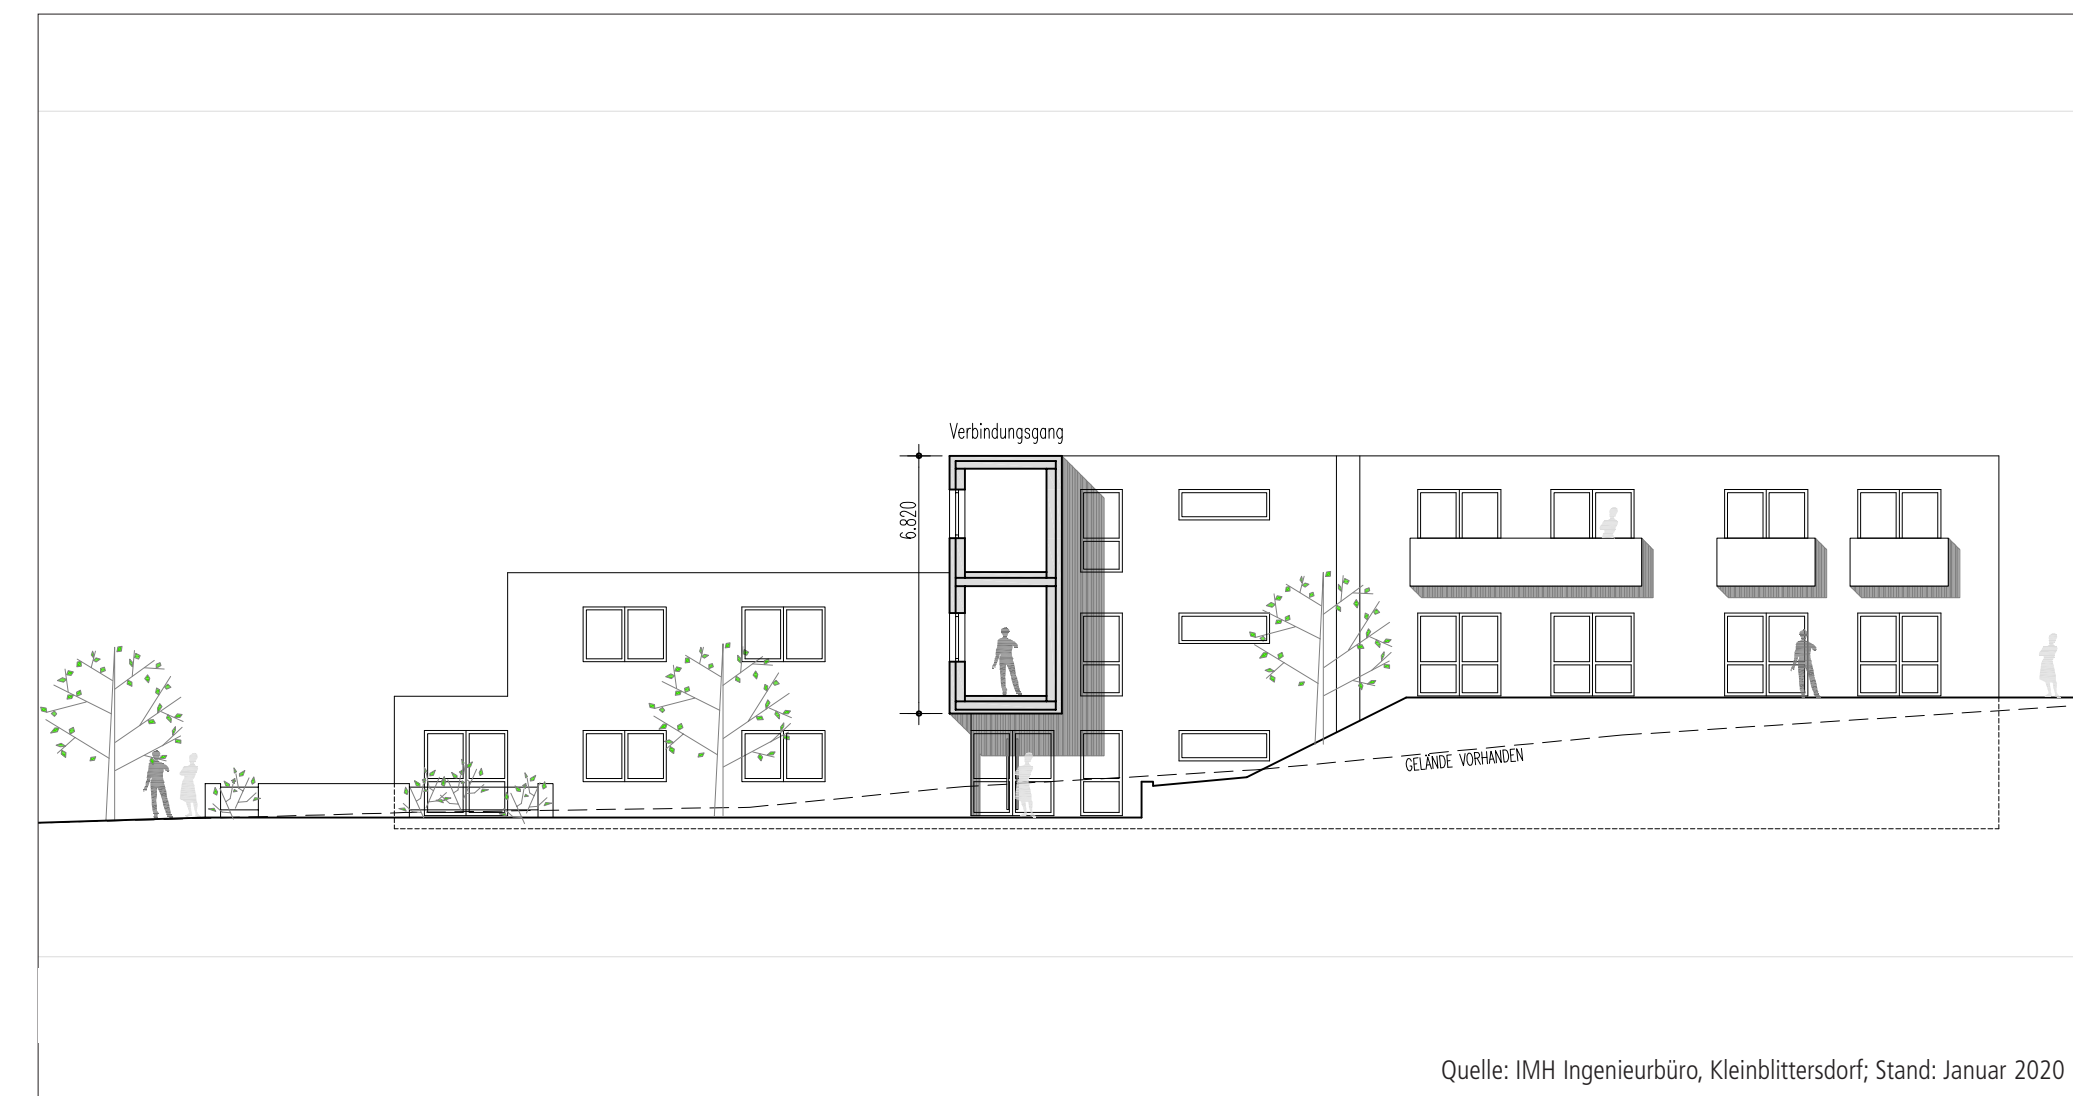 Verbindungsgang
6.820
GELÄNDE VORHANDEN
Quelle: IMH Ingenieurbüro, Kleinblittersdorf; Stand: Januar 2020